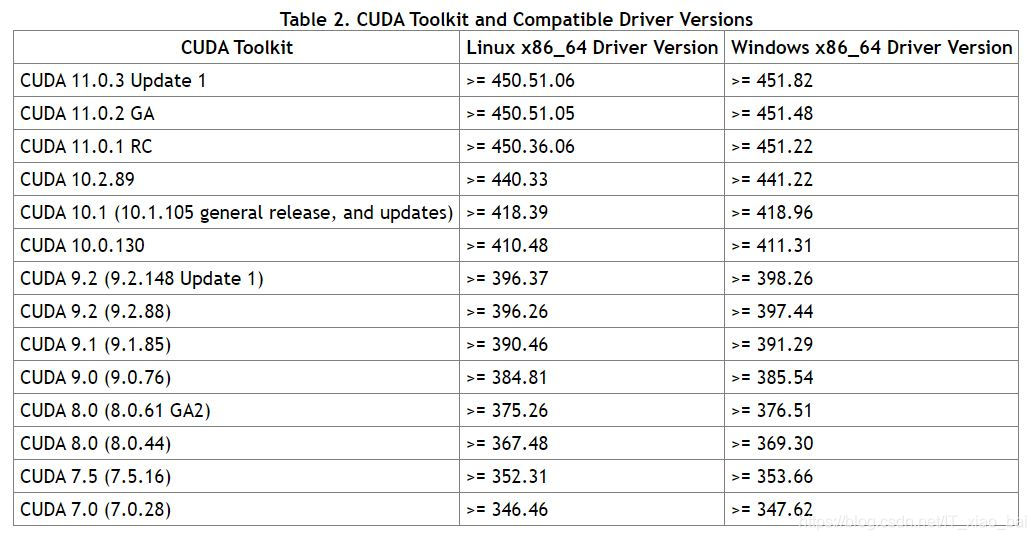 Table 2. CUDA Toolkit and Compatible Driver Versions
CUDA Toolkit Linux x86_64 Driver Version Windows x86_64 Driver Version
CUDA 11.0.3 Update 1 >= 450.51.06 >= 451.82
CUDA 11.0.2 GA >= 450.51.05 >= 451.48
CUDA 11.0.1 RC >= 450.36.06 >= 451.22
CUDA 10.2.89 >= 440.33 >= 441.22
CUDA 10.1 (10.1.105 general release, and updates) >= 418.39 >= 418.96
CUDA 10.0.130 >= 410.48 >= 411.31
CUDA 9.2 (9.2.148 Update 1) >= 396.37 >= 398.26
CUDA 9.2 (9.2.88) >= 396.26 >= 397.44
CUDA 9.1 (9.1.85) >= 390.46 >= 391.29
CUDA 9.0 (9.0.76) >= 384.81 >= 385.54
CUDA 8.0 (8.0.61 GA2) >= 375.26 >= 376.51
CUDA 8.0 (8.0.44) >= 367.48 >= 369.30
CUDA 7.5 (7.5.16) >= 352.31 >= 353.66
CUDA 7.0 (7.0.28) >= 346.46 >= 347.62
https://blog.csdn.net/IT_xiao_bai